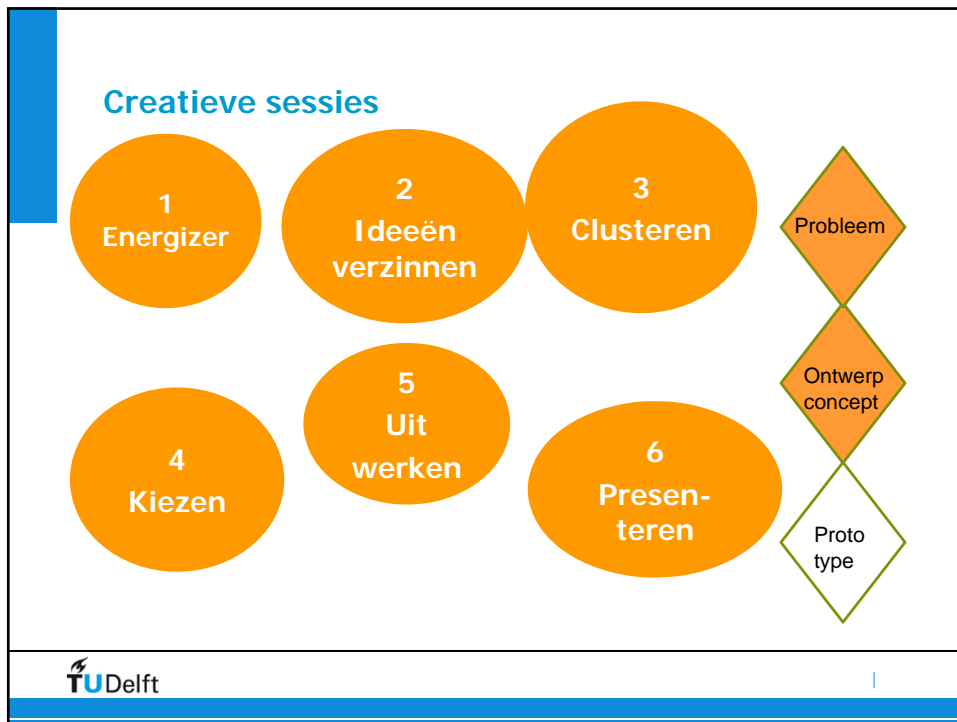 Creatieve sessies
1
Energizer
2
Ideeën
verzinnen
3
Clusteren
4
Kiezen
5
Uit
werken
6
Presen-
teren
Probleem
Ontwerp
concept
Proto
type
TUDelft